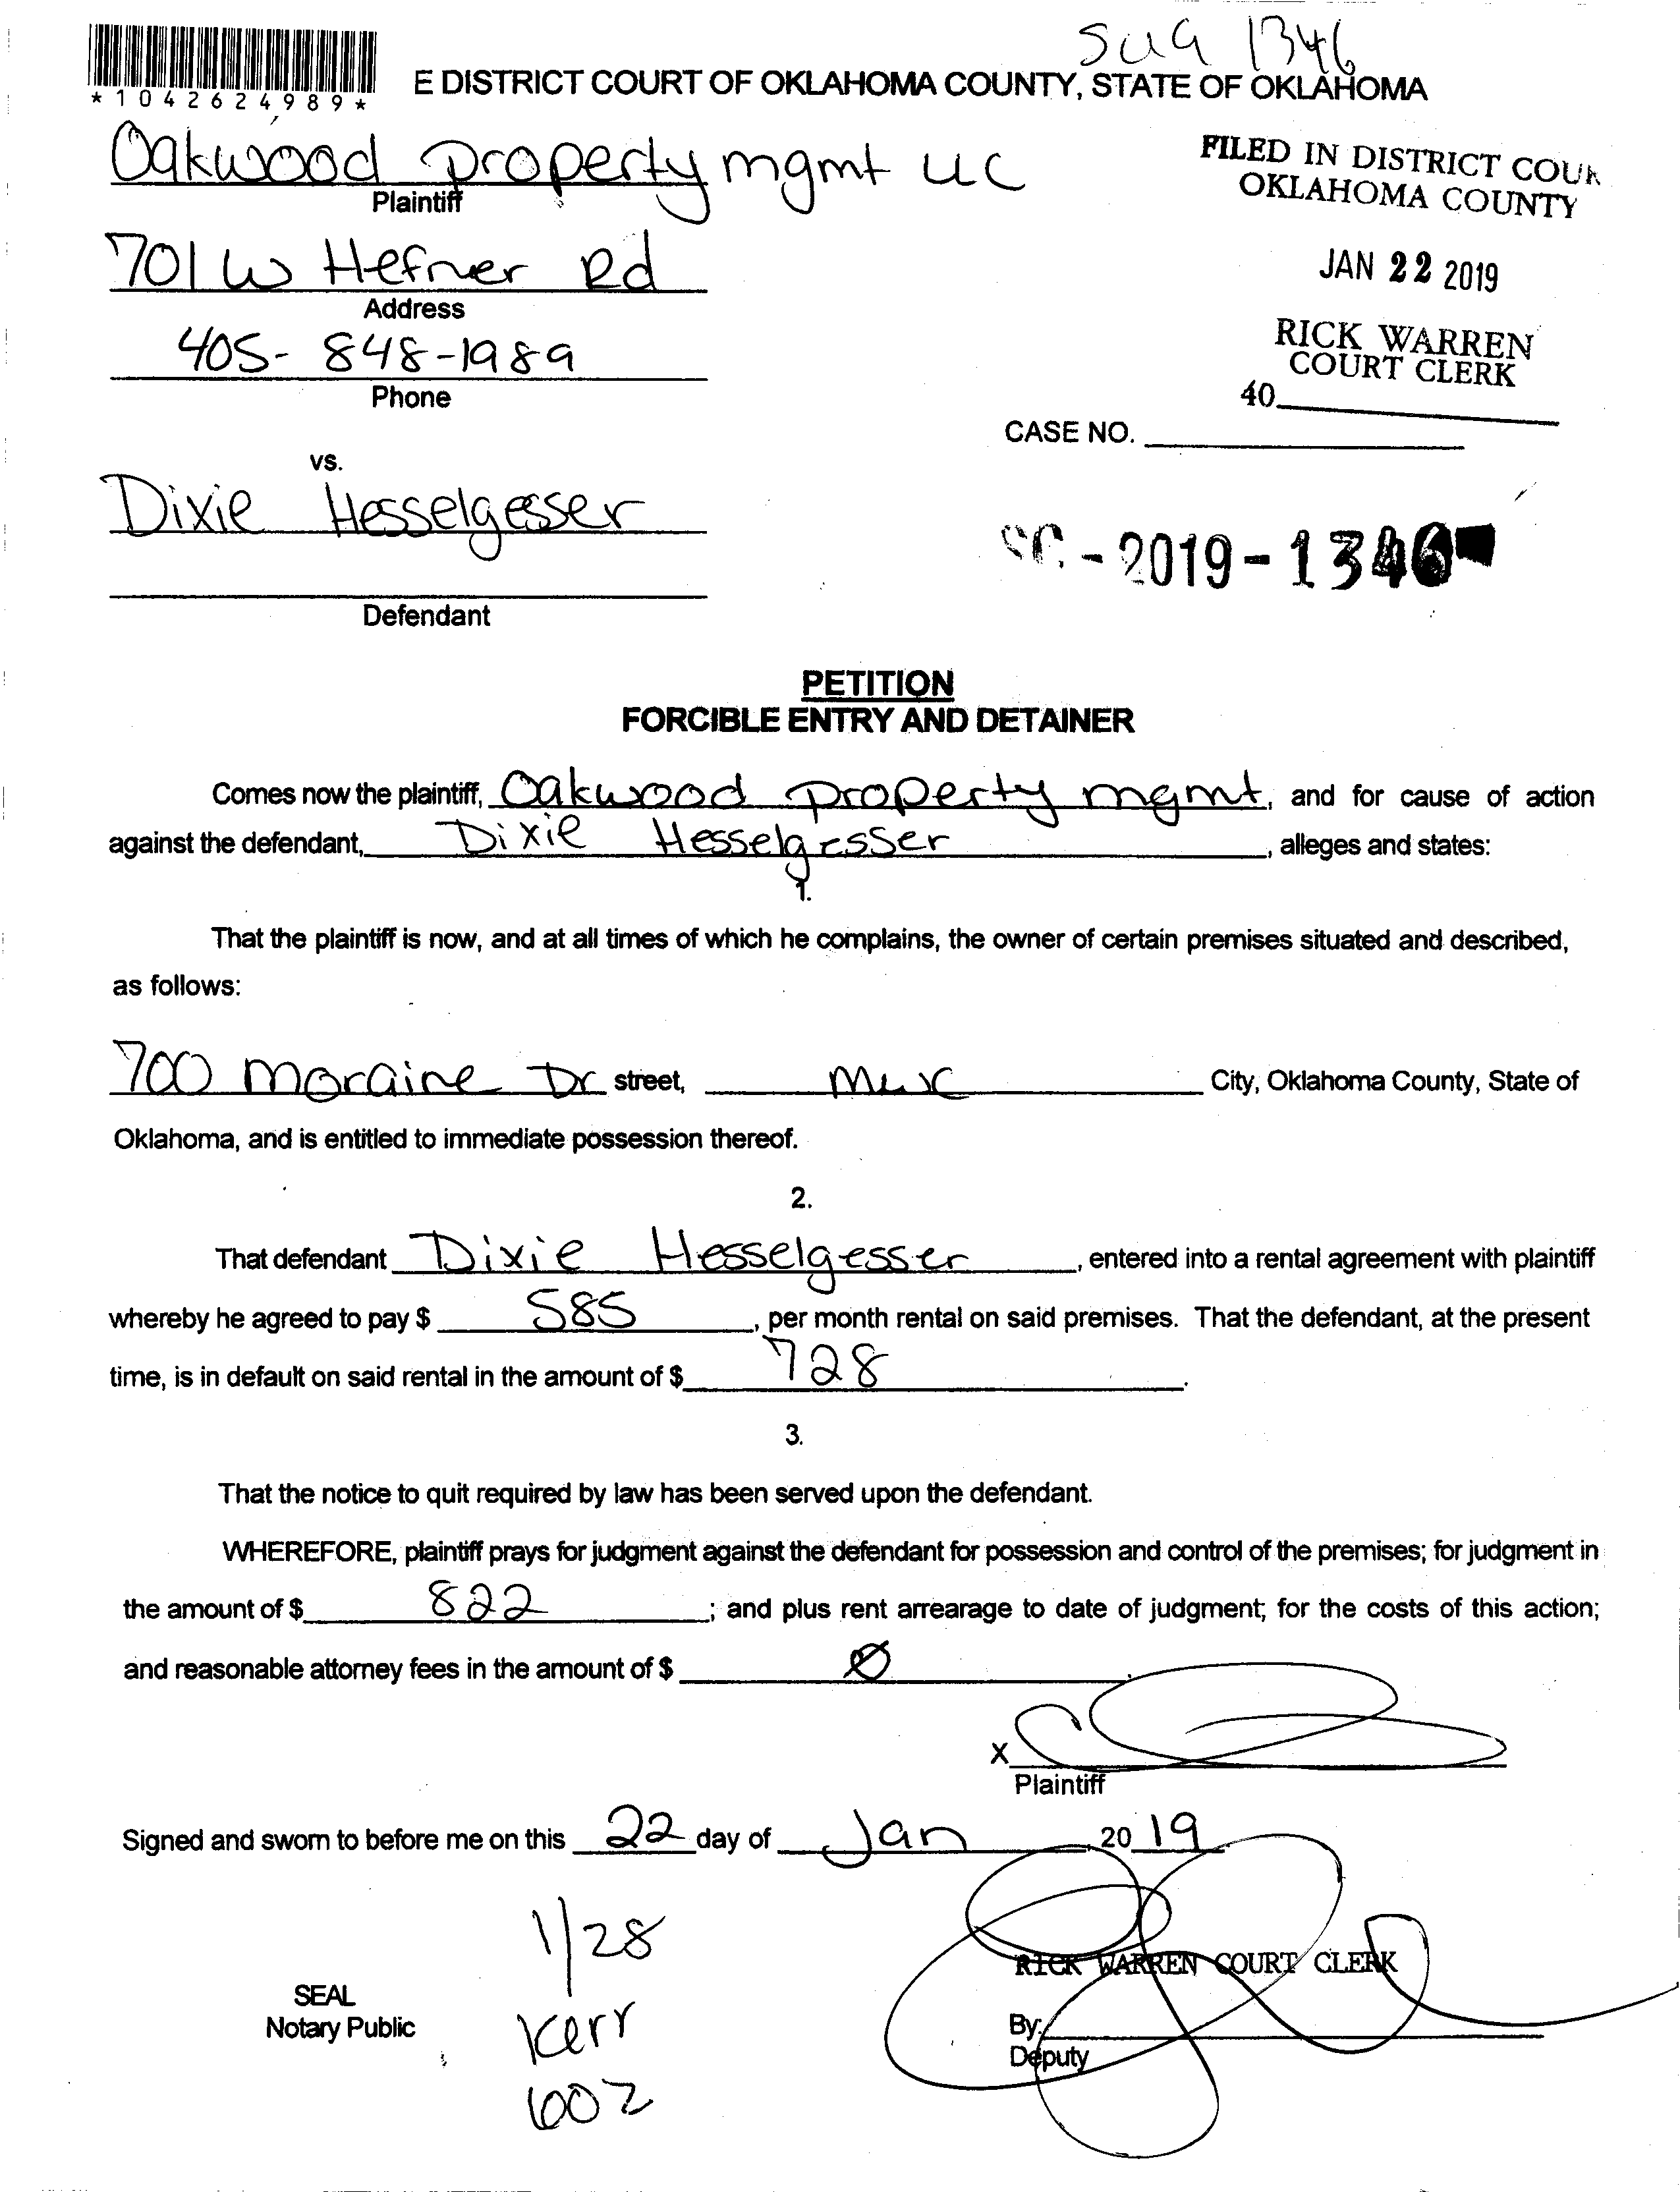 SC19 1346
*1042624989*
E DISTRICT COURT OF OKLAHOMA COUNTY, STATE OF OKLAHOMA
Oakwood property mgmt LLC
Plaintiff
FILED IN DISTRICT COUR
OKLAHOMA COUNTY
701 W Hefner Rd
Address
JAN 22 2019
405-848-1989
Phone
RICK WARREN
COURT CLERK
40
CASE NO.
vs.
Dixie Hesselgesser
SC-2019-1346
Defendant
PETITION
FORCIBLE ENTRY AND DETAINER
Comes now the plaintiff, Oakwood property mgmt, and for cause of action
against the defendant, Dixie Hesselgesser, alleges and states:
1.
That the plaintiff is now, and at all times of which he complains, the owner of certain premises situated and described,
as follows:
700 Moraine Dr street, MWC City, Oklahoma County, State of
Oklahoma, and is entitled to immediate possession thereof.
2.
That defendant Dixie Hesselgesser, entered into a rental agreement with plaintiff
whereby he agreed to pay $ 585, per month rental on said premises. That the defendant, at the present
time, is in default on said rental in the amount of $ 728.
3.
That the notice to quit required by law has been served upon the defendant.
WHEREFORE, plaintiff prays for judgment against the defendant for possession and control of the premises; for judgment in
the amount of $ 822; and plus rent arrearage to date of judgment; for the costs of this action;
and reasonable attorney fees in the amount of $ Ø.
X
Plaintiff
Signed and sworn to before me on this 22 day of Jan, 20 19
1/28
RICK WARREN COURT CLERK
SEAL
Notary Public
Kerr
By:
Deputy
602